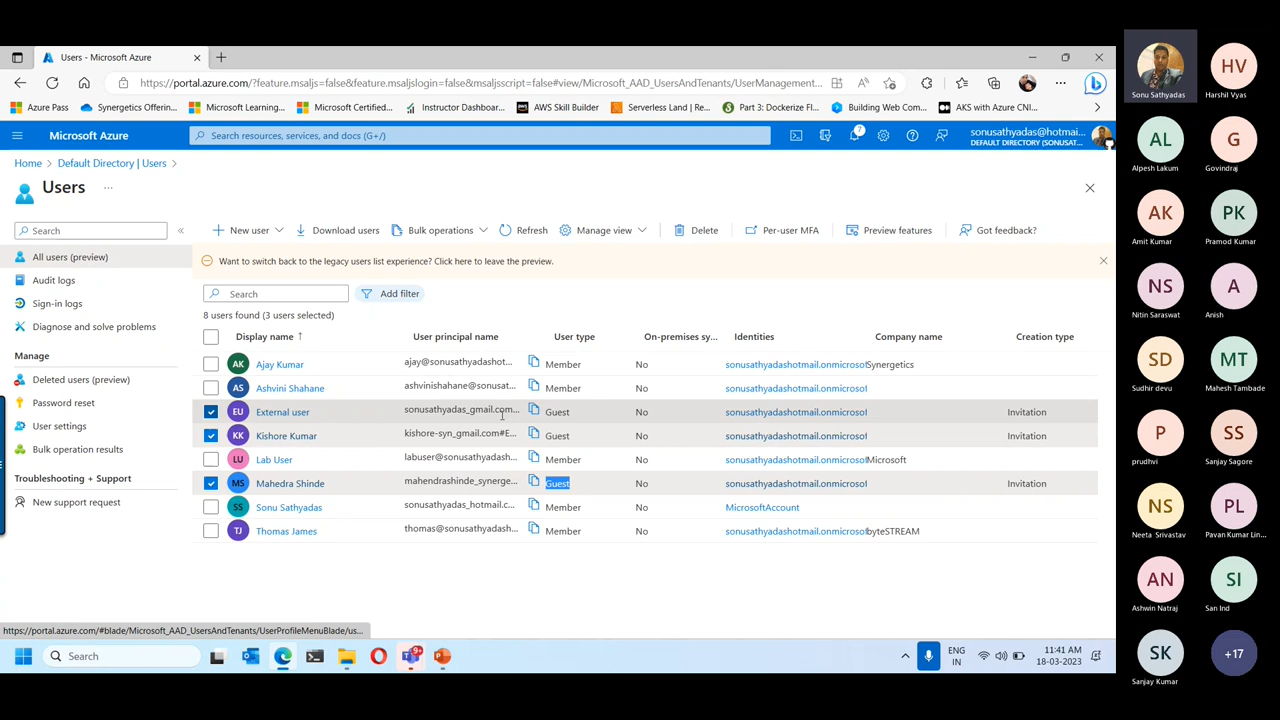 Users - Microsoft Azure
https://portal.azure.com/?feature.msaljs=false&feature.msaljslogin=false&msaljsscript=false#view/Microsoft_AAD_UsersAndTenants/UserManagement...
Azure Pass
Synergetics Offering...
Microsoft Learning...
Microsoft Certified...
Instructor Dashboar...
AWS Skill Builder
Serverless Land | Re...
Part 3: Dockerize Fl...
Building Web Com...
AKS with Azure CNI...
Microsoft Azure
Search resources, services, and docs (G+/)
7
sonusathyadas@hotmai...
DEFAULT DIRECTORY (SONUSAT...
Home > Default Directory | Users >
Users ...
Search
All users (preview)
Audit logs
Sign-in logs
Diagnose and solve problems
Manage
Deleted users (preview)
Password reset
User settings
Bulk operation results
Troubleshooting + Support
New support request
New user
Download users
Bulk operations
Refresh
Manage view
Delete
Per-user MFA
Preview features
Got feedback?
Want to switch back to the legacy users list experience? Click here to leave the preview.
Search
Add filter
8 users found (3 users selected)
Display name ↑ User principal name User type On-premises sy... Identities Company name Creation type
AK Ajay Kumar ajay@sonusathyadashot... Member No sonusathyadashotmail.onmicrosof Synergetics
AS Ashvini Shahane ashvinishahane@sonusat... Member No sonusathyadashotmail.onmicrosof
EU External user sonusathyadas_gmail.com... Guest No sonusathyadashotmail.onmicrosof Invitation
KK Kishore Kumar kishore-syn_gmail.com#E... Guest No sonusathyadashotmail.onmicrosof Invitation
LU Lab User labuser@sonusathyadash... Member No sonusathyadashotmail.onmicrosof Microsoft
MS Mahedra Shinde mahendrashinde_synerge... Guest No sonusathyadashotmail.onmicrosof Invitation
SS Sonu Sathyadas sonusathyadas_hotmail.c... Member No MicrosoftAccount
TJ Thomas James thomas@sonusathyadash... Member No sonusathyadashotmail.onmicrosof byteSTREAM
https://portal.azure.com/#blade/Microsoft_AAD_UsersAndTenants/UserProfileMenuBlade/us...
Search
9+
ENG
IN
11:41 AM
18-03-2023
Sonu Sathyadas
HV
Harshil Vyas
AL
Alpesh Lakum
G
Govindraj
AK
Amit Kumar
PK
Pramod Kumar
NS
Nitin Saraswat
A
Anish
SD
Sudhir devu
MT
Mahesh Tambade
P
prudhvi
SS
Sanjay Sagore
NS
Neeta Srivastav
PL
Pavan Kumar Lin...
AN
Ashwin Natraj
SI
San Ind
SK
Sanjay Kumar
+17